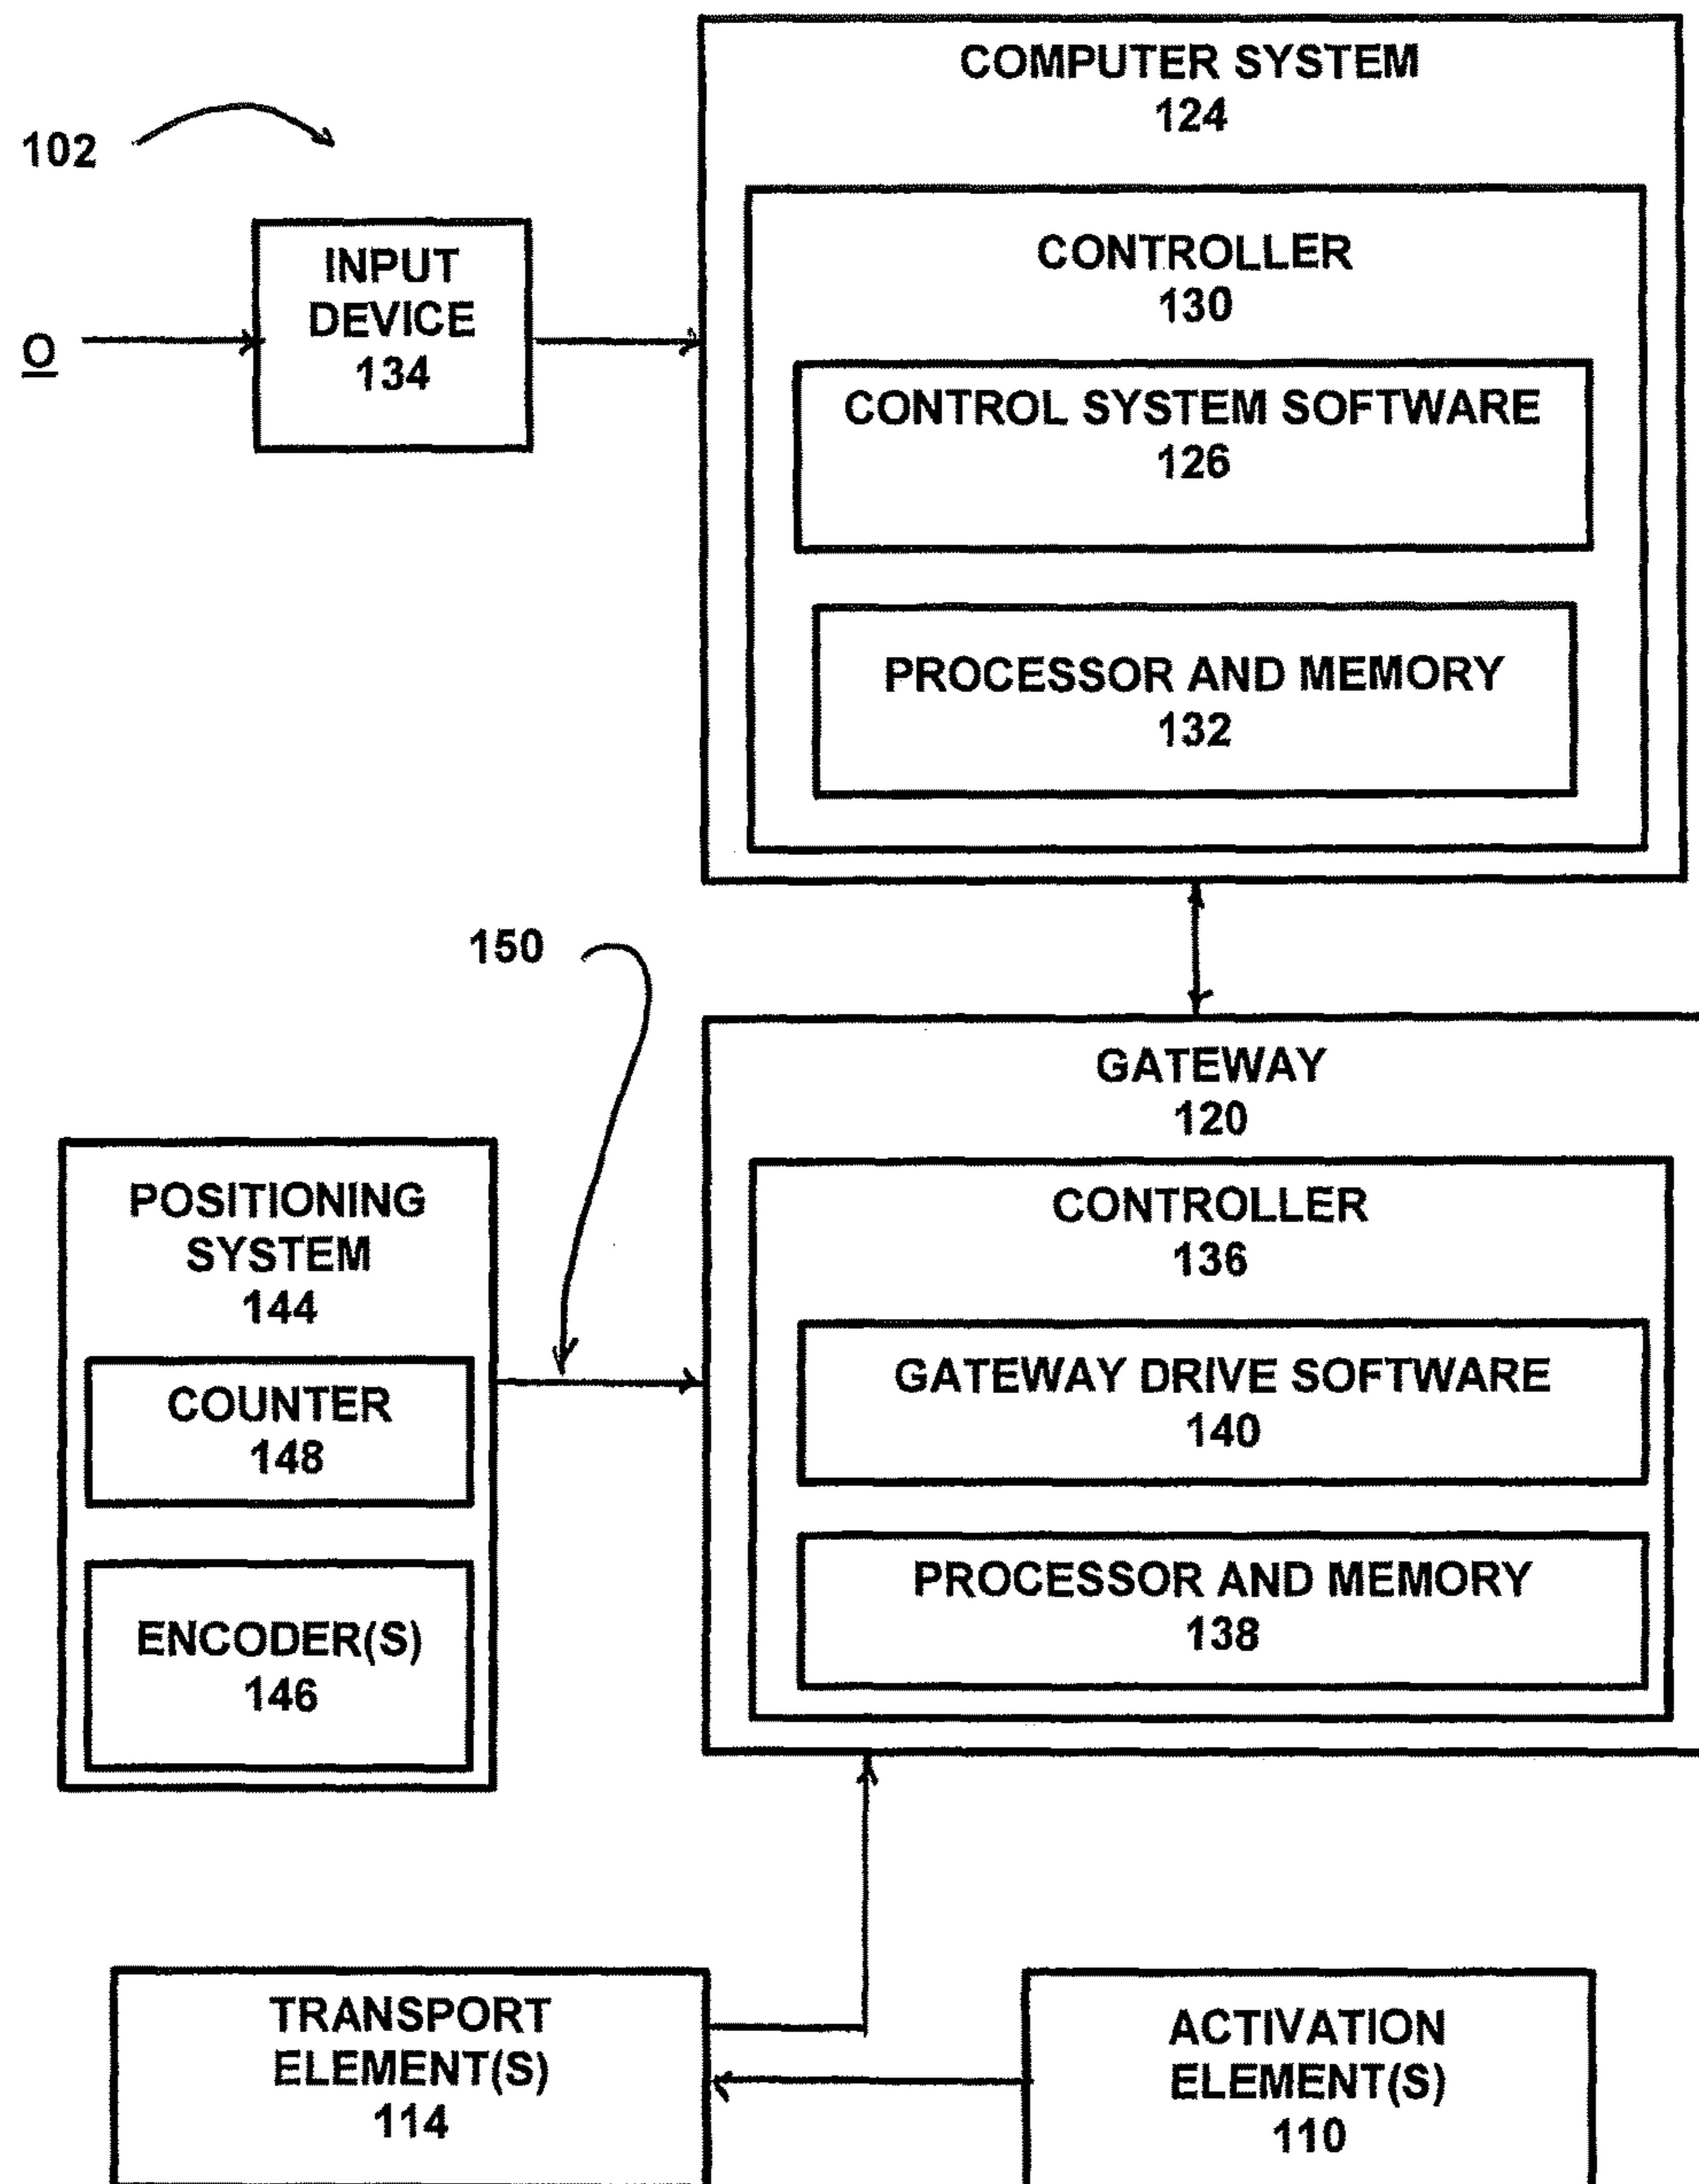 COMPUTER SYSTEM
124
102
CONTROLLER
130
INPUT
DEVICE
134
O
CONTROL SYSTEM SOFTWARE
126
PROCESSOR AND MEMORY
132
150
GATEWAY
120
POSITIONING
SYSTEM
144
CONTROLLER
136
COUNTER
148
GATEWAY DRIVE SOFTWARE
140
ENCODER(S)
146
PROCESSOR AND MEMORY
138
TRANSPORT
ELEMENT(S)
114
ACTIVATION
ELEMENT(S)
110